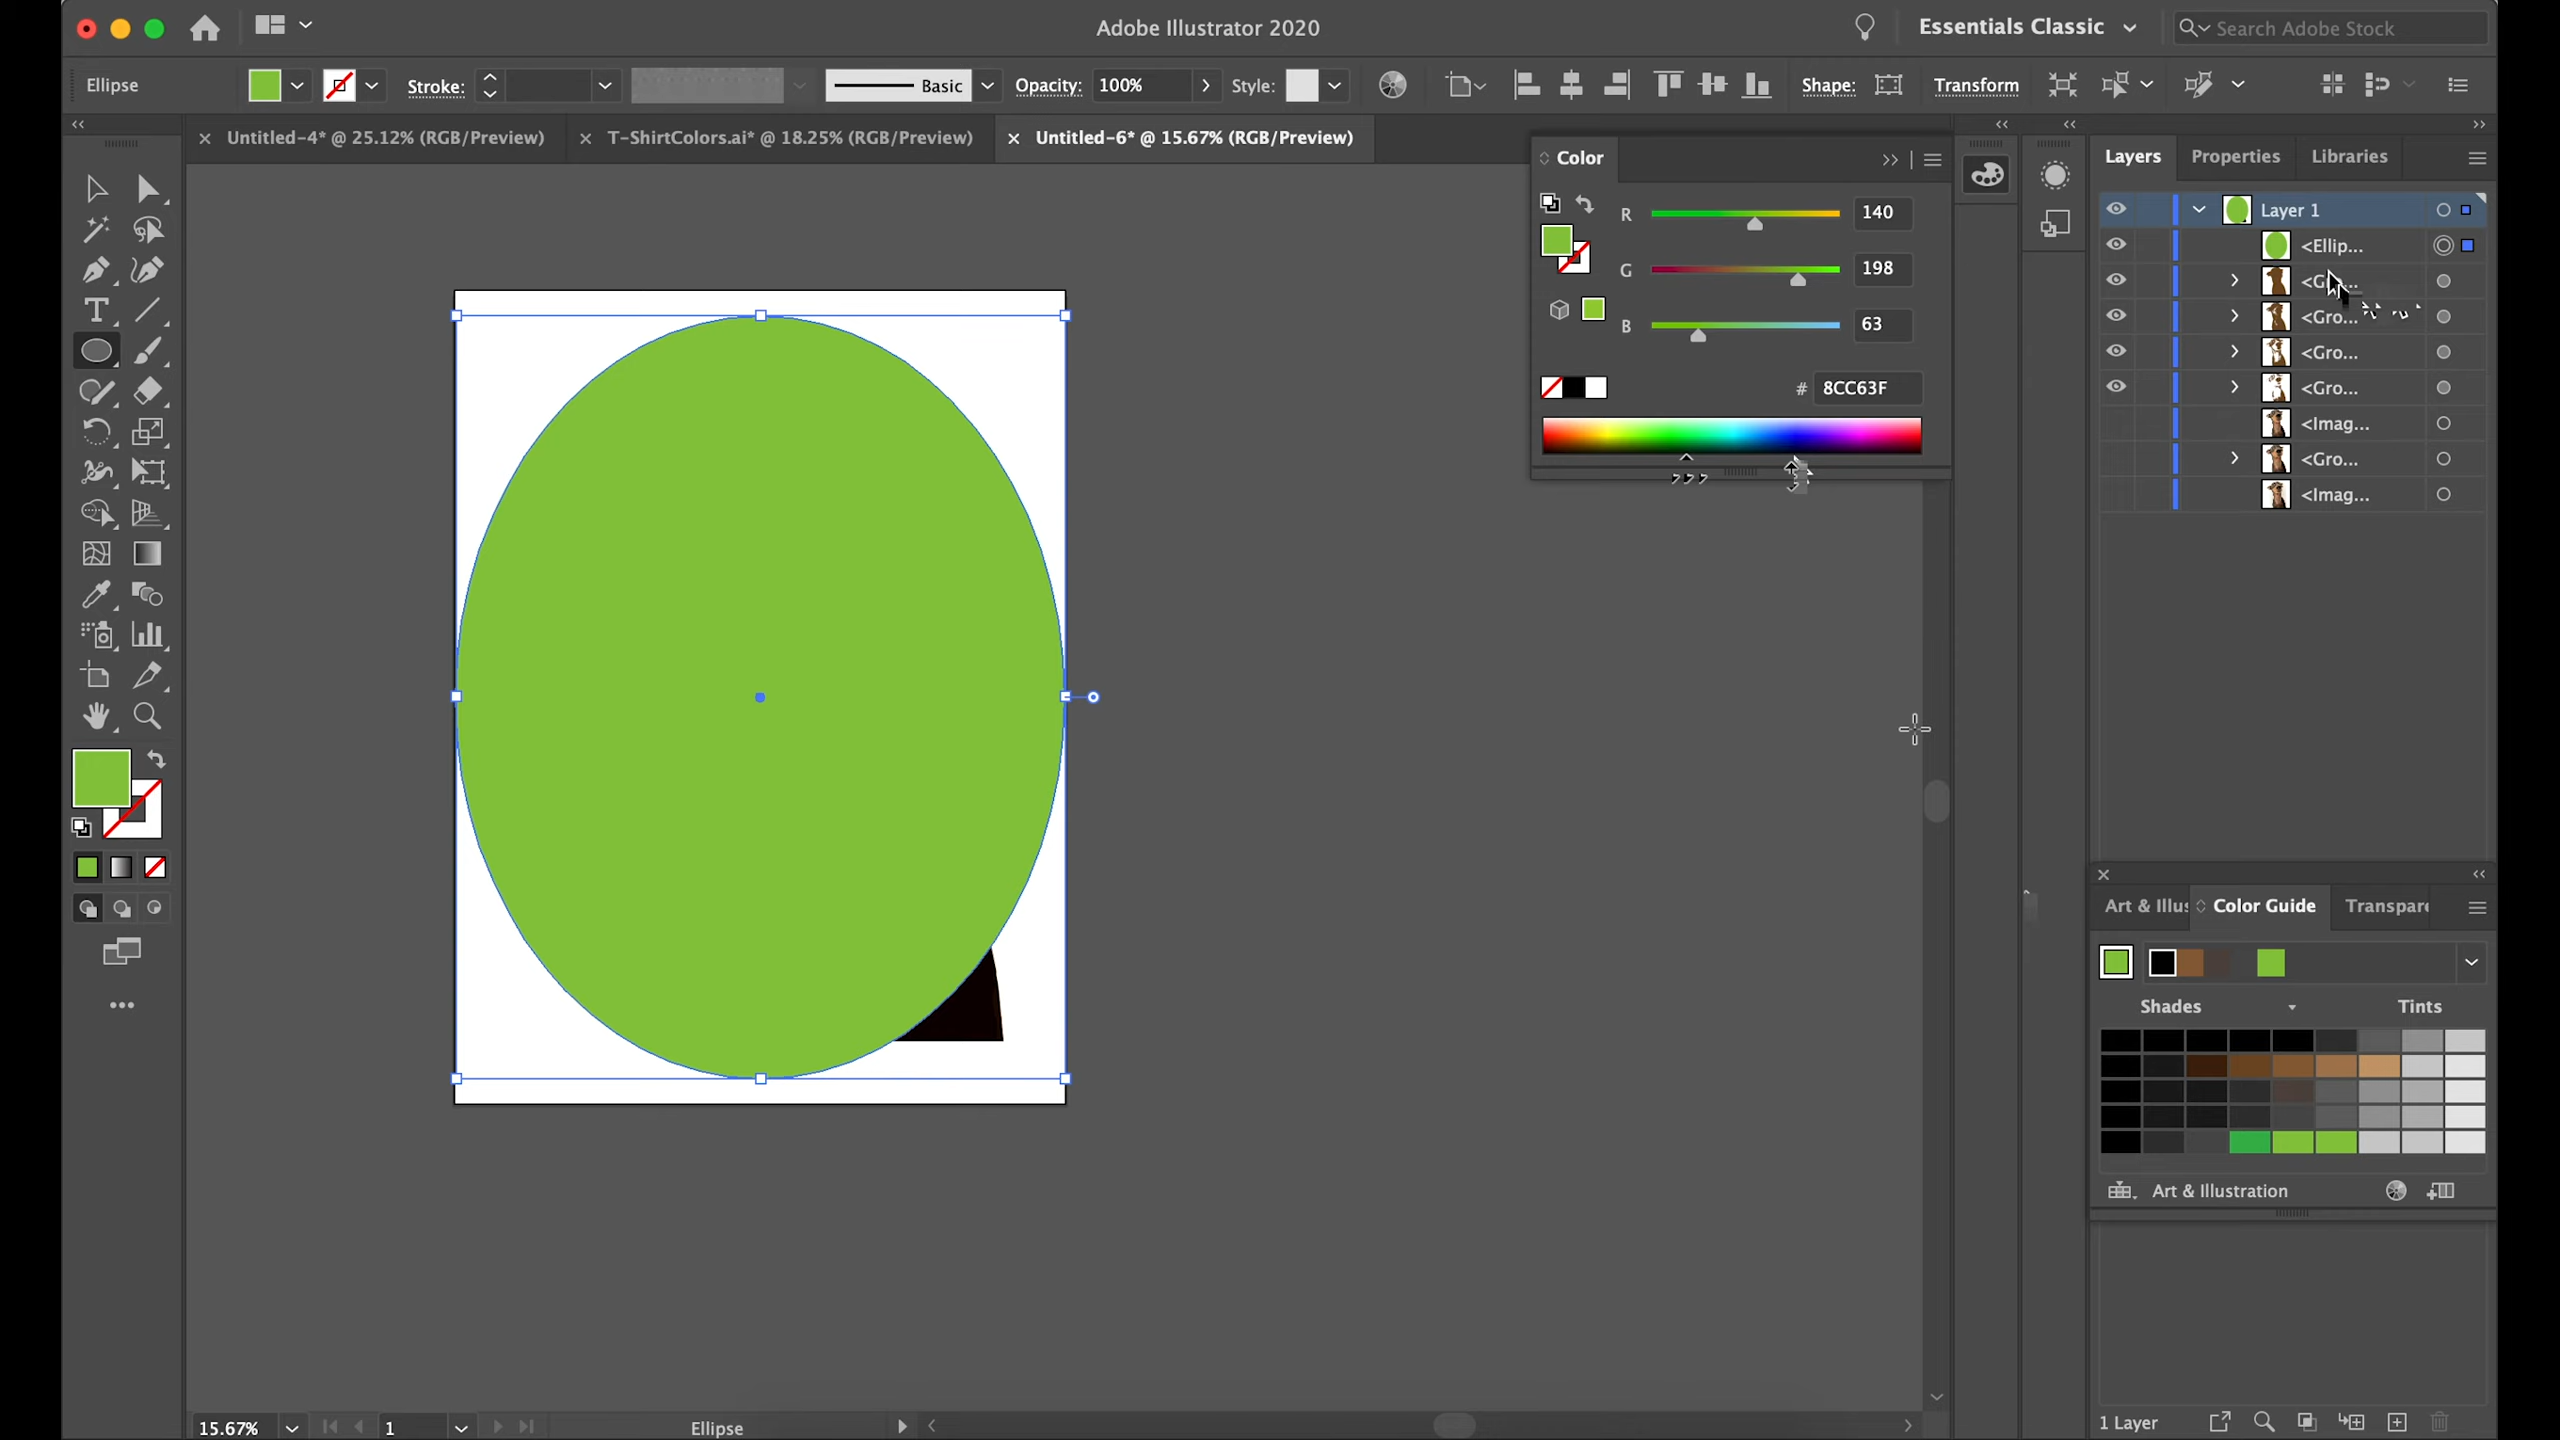 Adobe Illustrator 2020
Essentials Classic
Search Adobe Stock
Ellipse
Stroke:
Basic
Opacity: 100%
Style:
Shape:
Transform
Untitled-4* @ 25.12% (RGB/Preview)
T-ShirtColors.ai* @ 18.25% (RGB/Preview)
Untitled-6* @ 15.67% (RGB/Preview)
Color
R 140
G 198
B 63
# 8CC63F
Layers Properties Libraries
Layer 1
<Ellip...
<Gro...
<Gro...
<Gro...
<Imag...
<Gro...
<Imag...
Art & Illus Color Guide Transpare
Shades Tints
Art & Illustration
1 Layer
15.67% 1 Ellipse